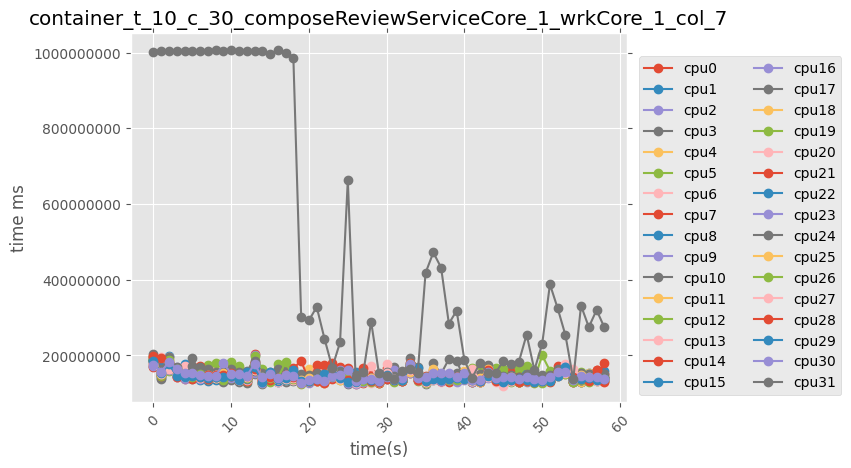 container_t_10_c_30_composeReviewServiceCore_1_wrkCore_1_col_7
time ms
1000000000
800000000
600000000
400000000
200000000
0
10
20
30
40
50
60
time(s)
cpu0
cpu1
cpu2
cpu3
cpu4
cpu5
cpu6
cpu7
cpu8
cpu9
cpu10
cpu11
cpu12
cpu13
cpu14
cpu15
cpu16
cpu17
cpu18
cpu19
cpu20
cpu21
cpu22
cpu23
cpu24
cpu25
cpu26
cpu27
cpu28
cpu29
cpu30
cpu31